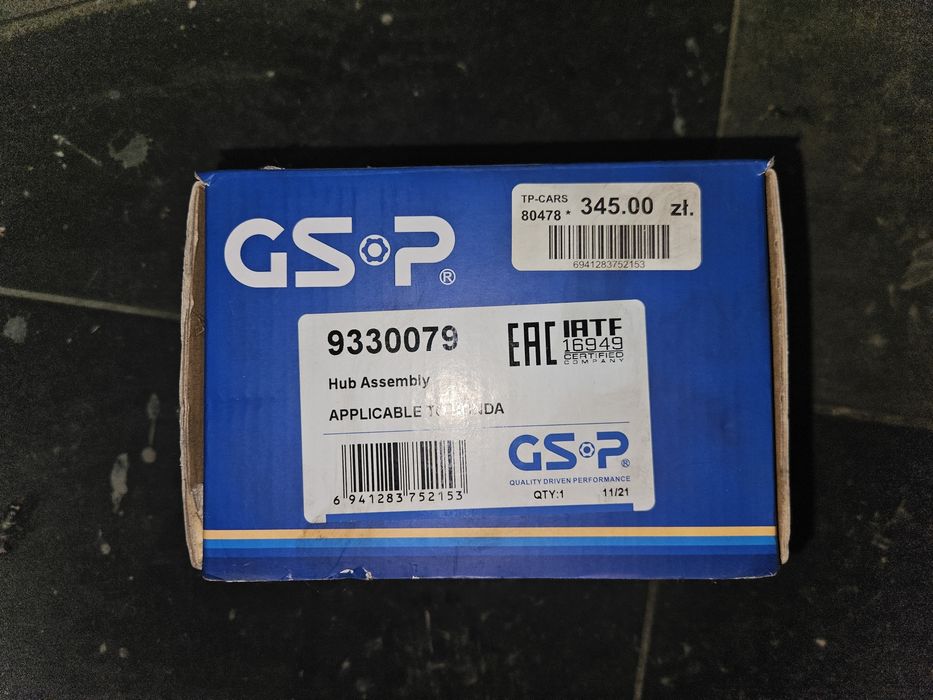 GSP®
TP-CARS
80478 * 345.00 zł.
6941283752153
9330079
EAC
IATF
16949
CERTIFIED
COMPANY
Hub Assembly
APPLICABLE
GSP®
QUALITY DRIVEN PERFORMANCE
6 941283 752153
QTY:1 11/21